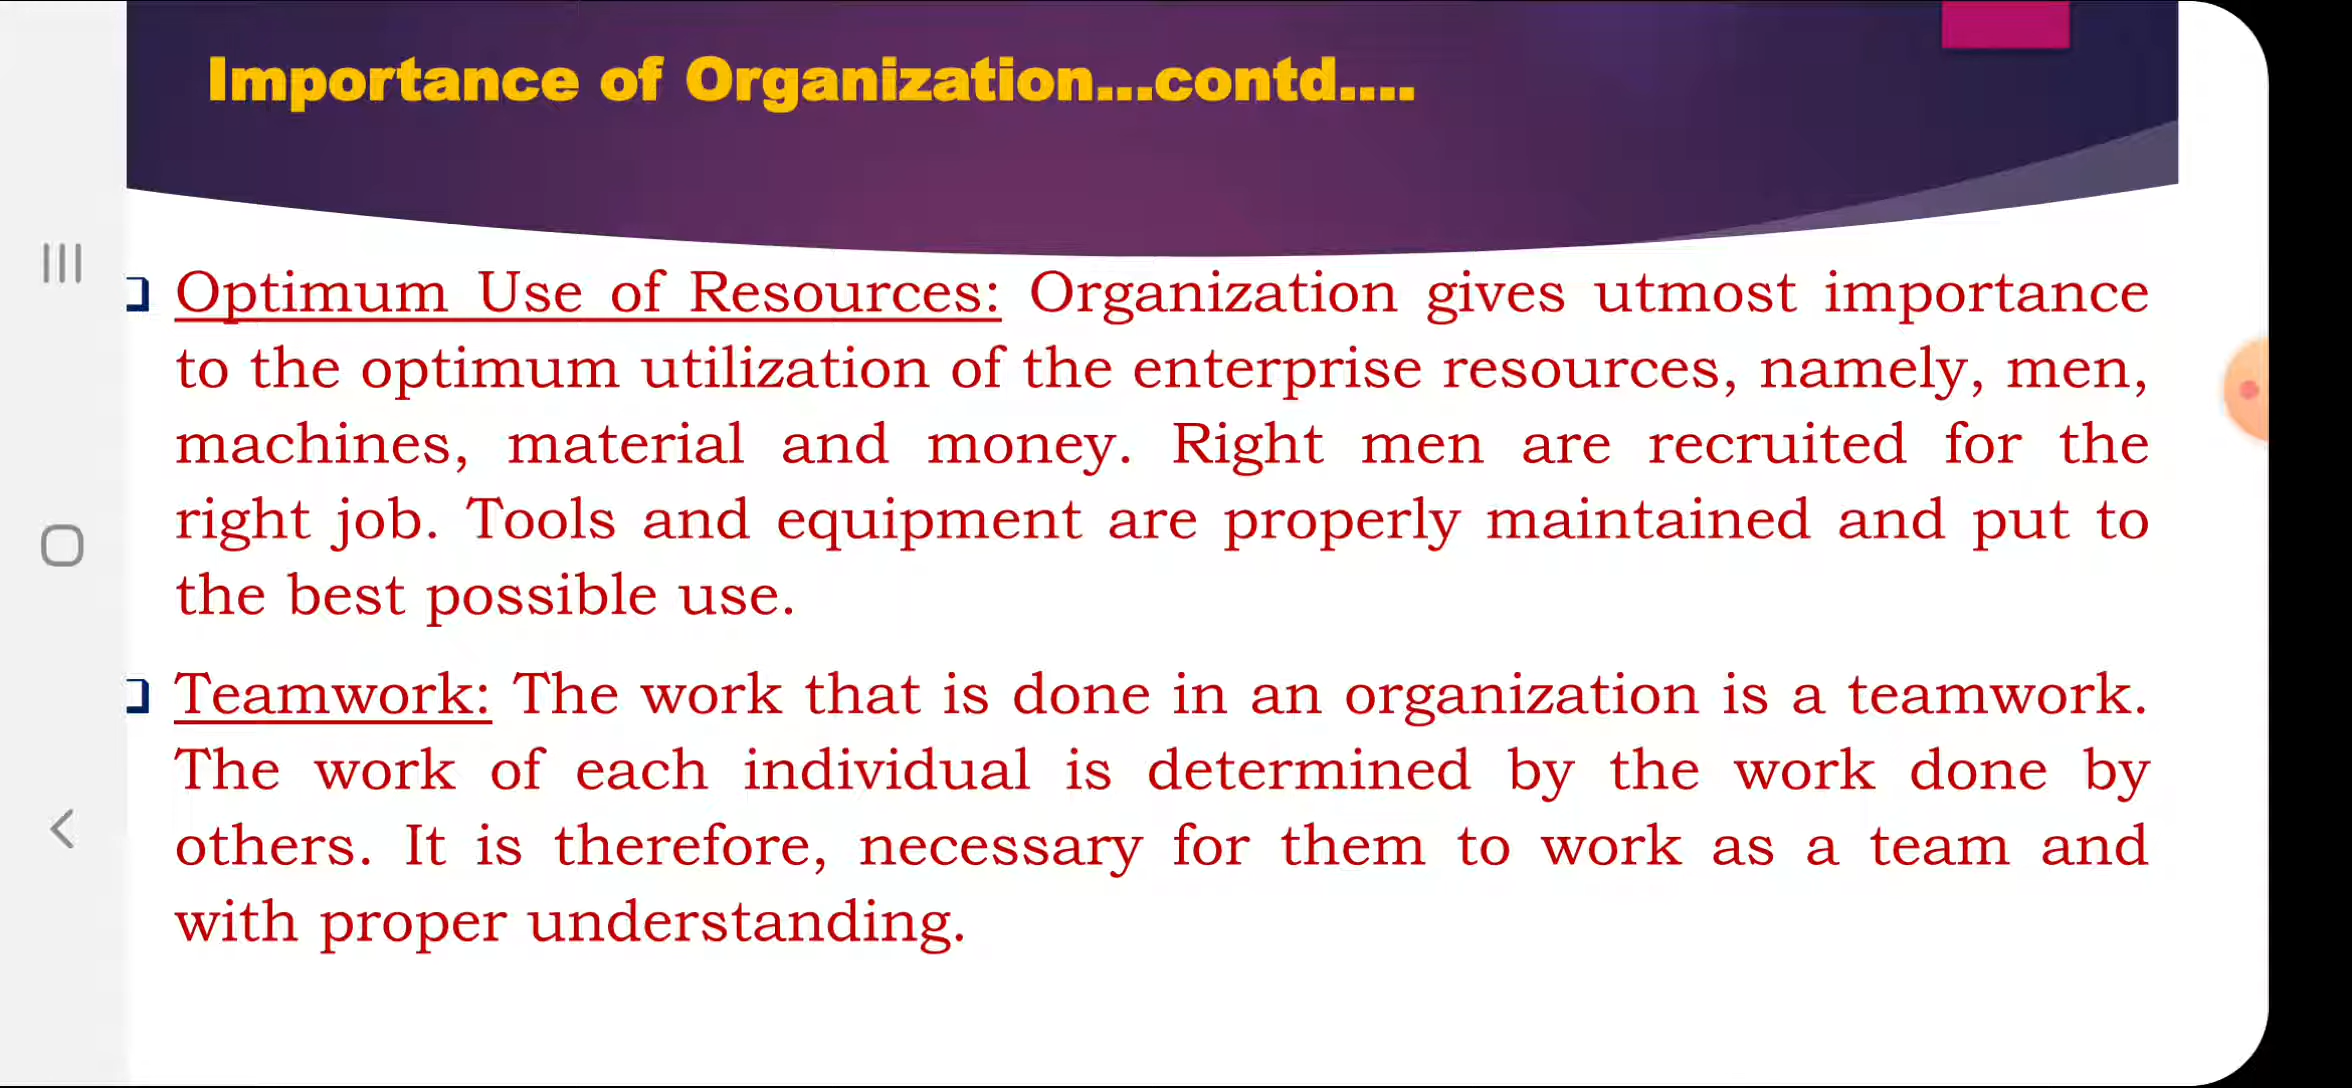 Importance of Organization...contd....
Optimum Use of Resources: Organization gives utmost importance
to the optimum utilization of the enterprise resources, namely, men,
machines, material and money. Right men are recruited for the
right job. Tools and equipment are properly maintained and put to
the best possible use.
Teamwork: The work that is done in an organization is a teamwork.
The work of each individual is determined by the work done by
others. It is therefore, necessary for them to work as a team and
with proper understanding.